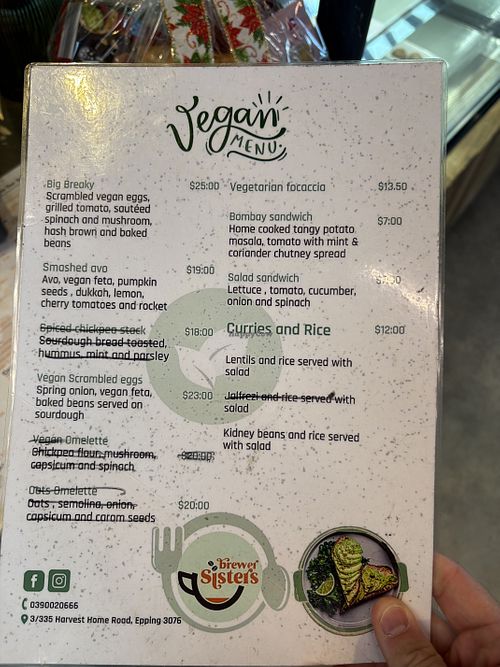 Vegan
MENU
Big Breaky $25:00
Scrambled vegan eggs,
grilled tomato, sautéed
spinach and mushroom,
hash brown and baked
beans
Smashed avo $19:00
Avo, vegan feta, pumpkin
seeds , dukkah, lemon,
cherry tomatoes and rocket
Spiced chickpea stack $18:00
Sourdough bread toasted,
hummus, mint and parsley
Vegan Scrambled eggs
Spring onion, vegan feta, $23:00
baked beans served on
sourdough
Vegan Omelette
Chickpea flour, mushroom, $20:00
capsicum and spinach
Oats Omelette
Oats , semolina, onion, $20:00
capsicum and caram seeds
Vegetarian focaccia $13.50
Bombay sandwich $7:00
Home cooked tangy potato
masala, tomato with mint &
coriander chutney spread
Salad sandwich
Lettuce , tomato, cucumber,
onion and spinach
Curries and Rice $12:00
happycow
Lentils and rice served with
salad
Jalfrezi and rice served with
salad
Kidney beans and rice served
with salad
brewer
SISTERS
0390020666
3/335 Harvest Home Road, Epping 3076